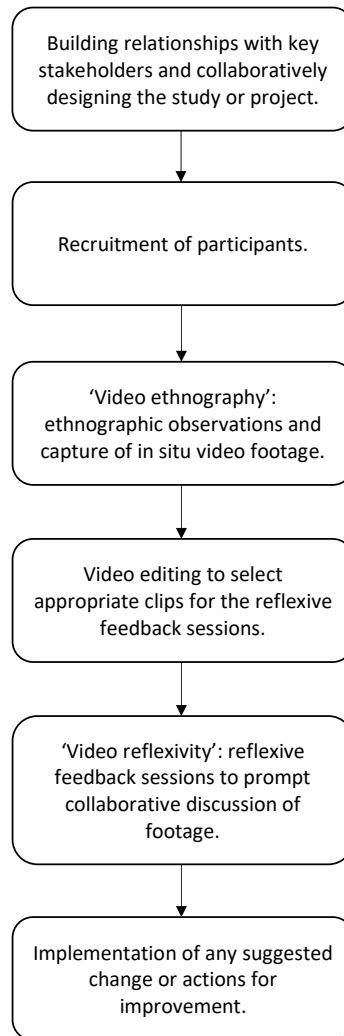 Building relationships with key
stakeholders and collaboratively
designing the study or project.
Recruitment of participants.
‘Video ethnography’:
ethnographic observations and
capture of in situ video footage.
Video editing to select
appropriate clips for the reflexive
feedback sessions.
‘Video reflexivity’: reflexive
feedback sessions to prompt
collaborative discussion of
footage.
Implementation of any suggested
change or actions for
improvement.